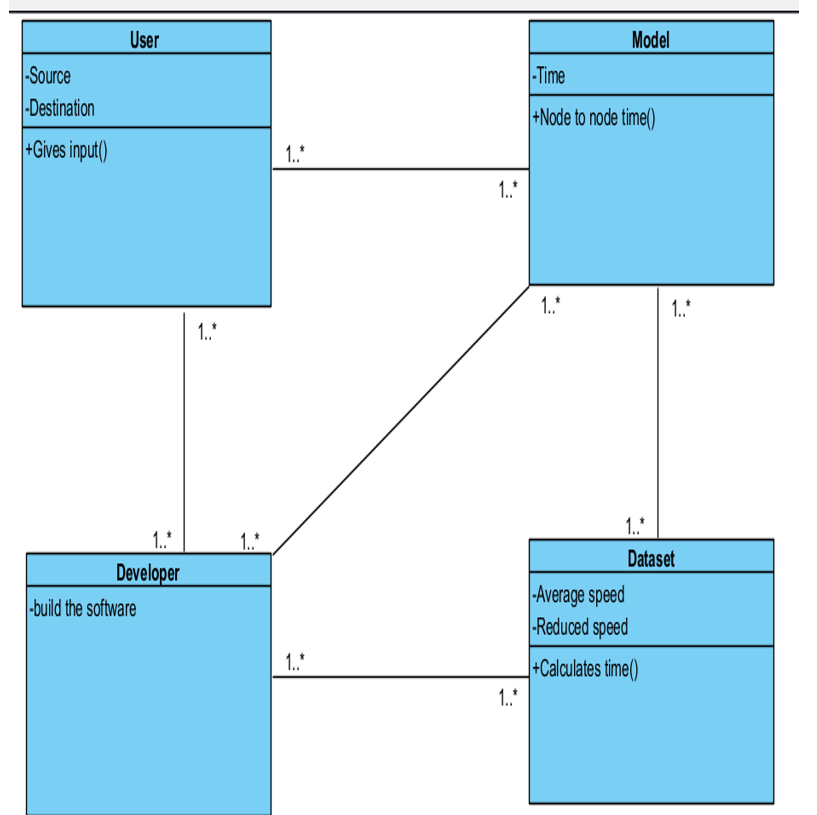 User
-Source
-Destination
+Gives input()
Model
-Time
+Node to node time()
1..*
1..*
1..*
1..*
1..*
1..*
1..*
1..*
Developer
-build the software
Dataset
-Average speed
-Reduced speed
+Calculates time()
1..*
1..*